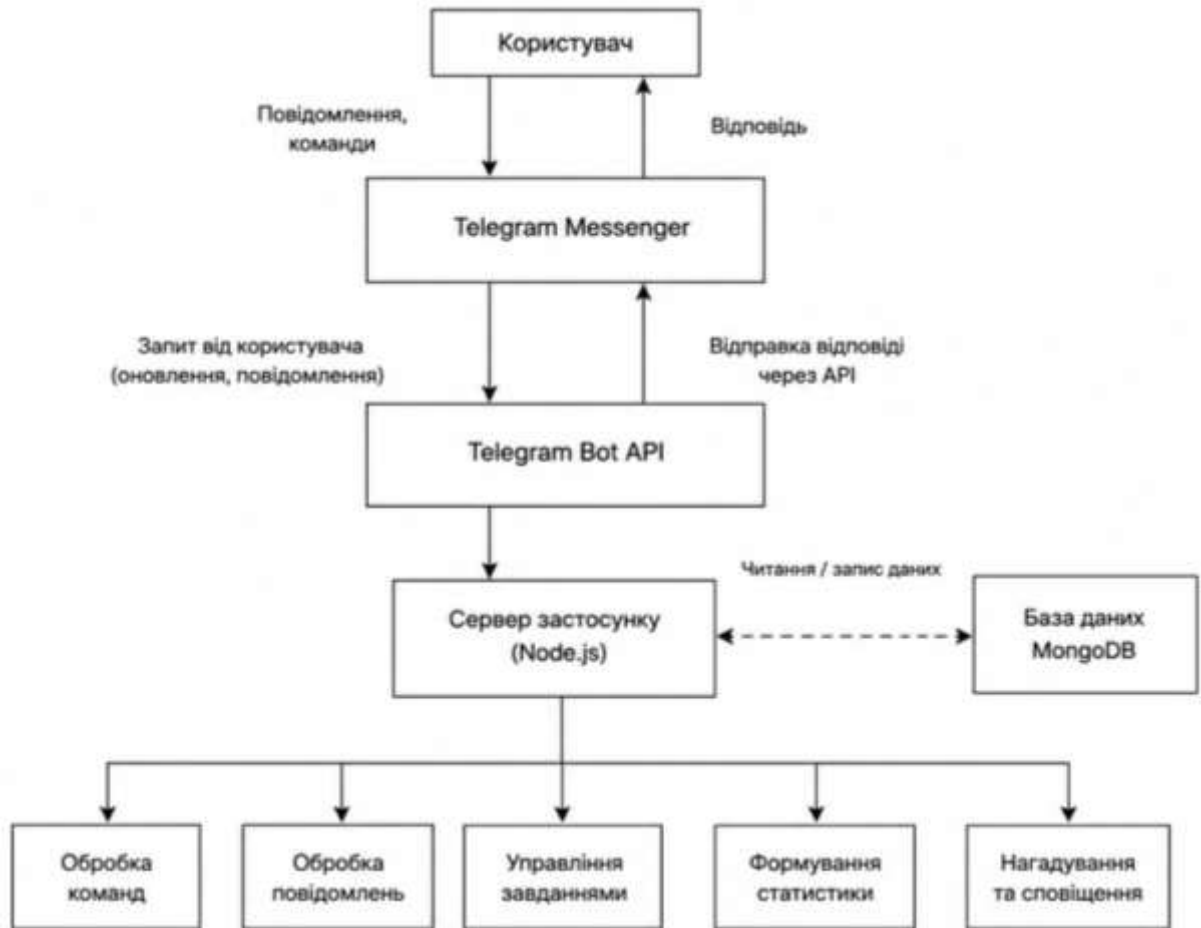 Користувач
Повідомлення,
команди
Відповідь
Telegram Messenger
Запит від користувача
(оновлення, повідомлення)
Відправка відповіді
через API
Telegram Bot API
Читання / запис даних
Сервер застосунку
(Node.js)
База даних
MongoDB
Обробка
команд
Обробка
повідомлень
Управління
завданнями
Формування
статистики
Нагадування
та сповіщення